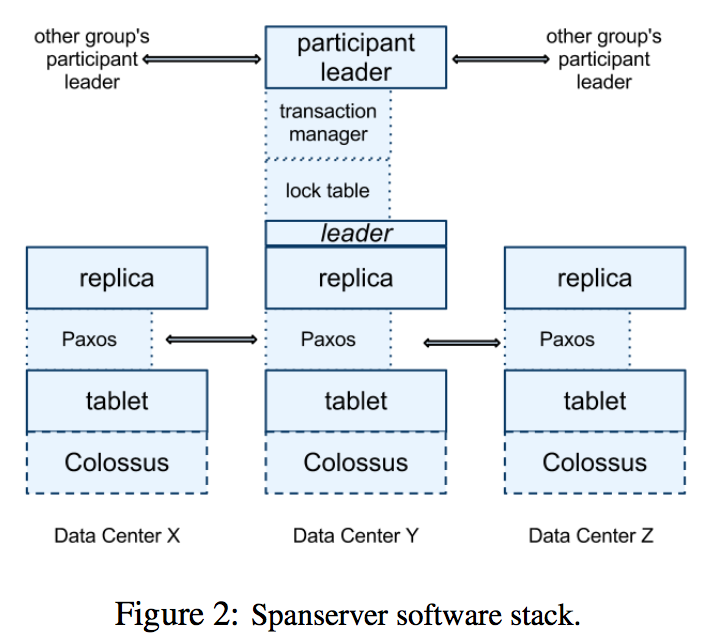 other group's
participant
leader
participant
leader
other group's
participant
leader
transaction
manager
lock table
leader
replica
replica
replica
Paxos
Paxos
Paxos
tablet
tablet
tablet
Colossus
Colossus
Colossus
Data Center X
Data Center Y
Data Center Z
Figure 2: Spanserver software stack.